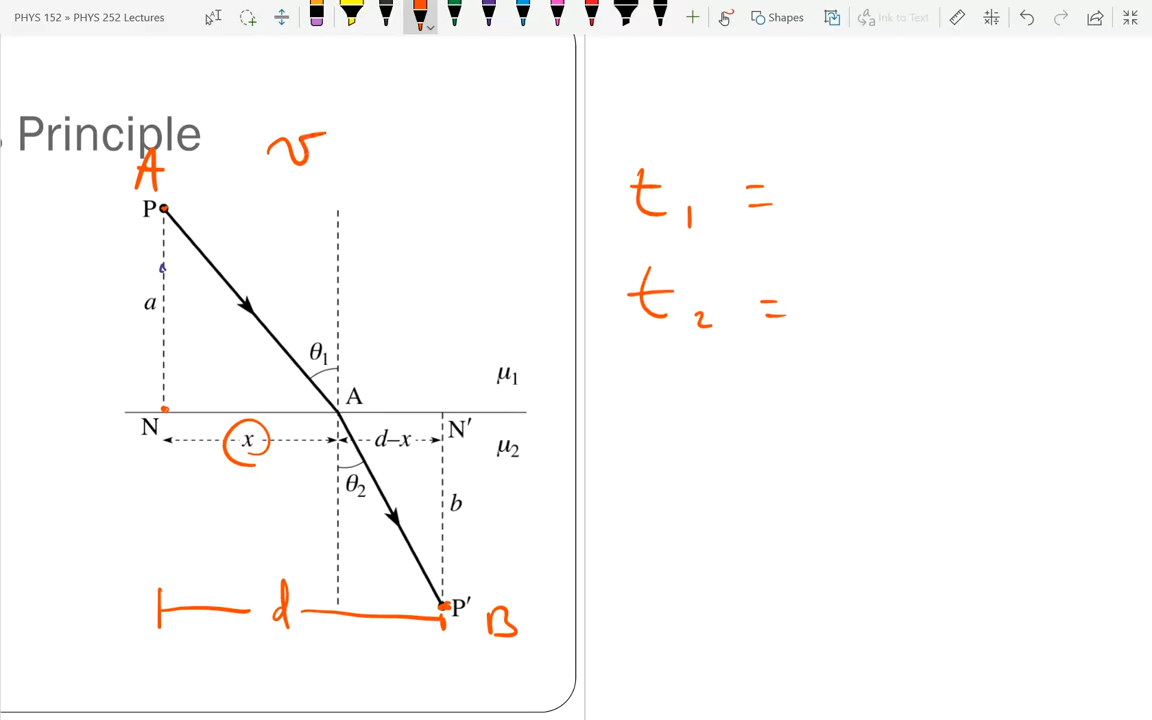 PHYS 152 » PHYS 252 Lectures
Shapes
Ink to Text
Principle
v
A
P
a
θ1
μ1
A
N
x
d–x
N′
μ2
θ2
b
d
P′
B
t1 =
t2 =